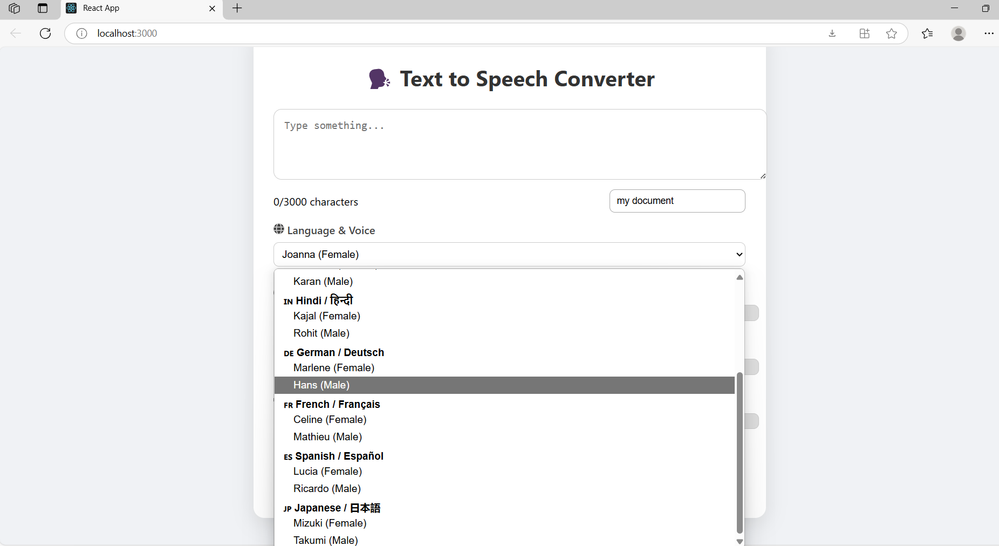 React App
localhost:3000
Text to Speech Converter
Type something...
0/3000 characters
my document
Language & Voice
Joanna (Female)
Karan (Male)
IN Hindi / हिन्दी
Kajal (Female)
Rohit (Male)
DE German / Deutsch
Marlene (Female)
Hans (Male)
FR French / Français
Celine (Female)
Mathieu (Male)
ES Spanish / Español
Lucia (Female)
Ricardo (Male)
JP Japanese / 日本語
Mizuki (Female)
Takumi (Male)